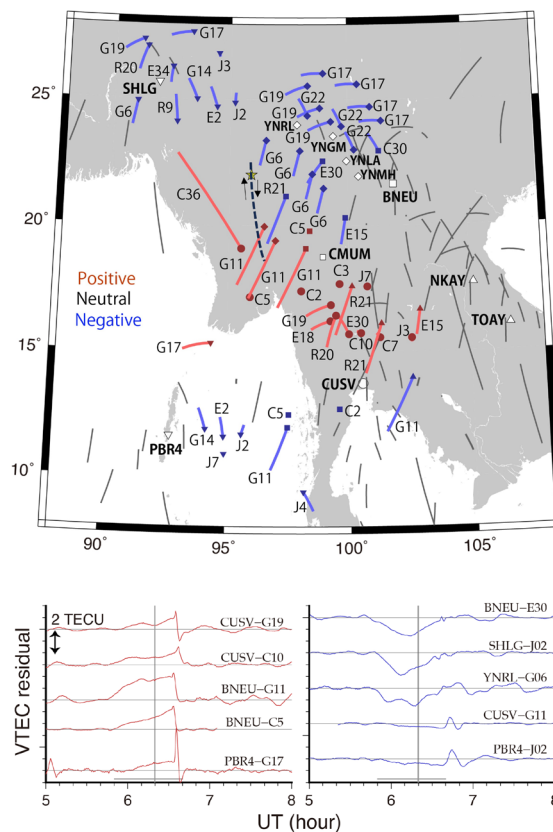 G17
G19
R20
E34
G14
J3
SHLG
G6
R9
E2
J2
25˚
G17
G19
G22
G17
G19
G22
YNRL
G19
G22
G17
YNGM
C30
G6
YNLA
YNMH
G6
R21
E30
BNEU
C36
G6
G6
20˚
C5
E15
CMUM
G11
G11
G11
C3
J7
NKAY
Positive
Neutral
Negative
C5
C2
R21
TOAY
G19
E30
E15
E18
C10
C7
J3
R20
15˚
G17
R21
CUSV
E2
C5
C2
G14
J2
G11
PBR4
J7
G11
10˚
J4
90˚ 95˚ 100˚ 105˚
2 TECU
CUSV-G19
CUSV-C10
BNEU-G11
BNEU-C5
PBR4-G17
BNEU-E30
SHLG-J02
YNRL-G06
CUSV-G11
PBR4-J02
VTEC residual
5 6 7 8 5 6 7 8
UT (hour)